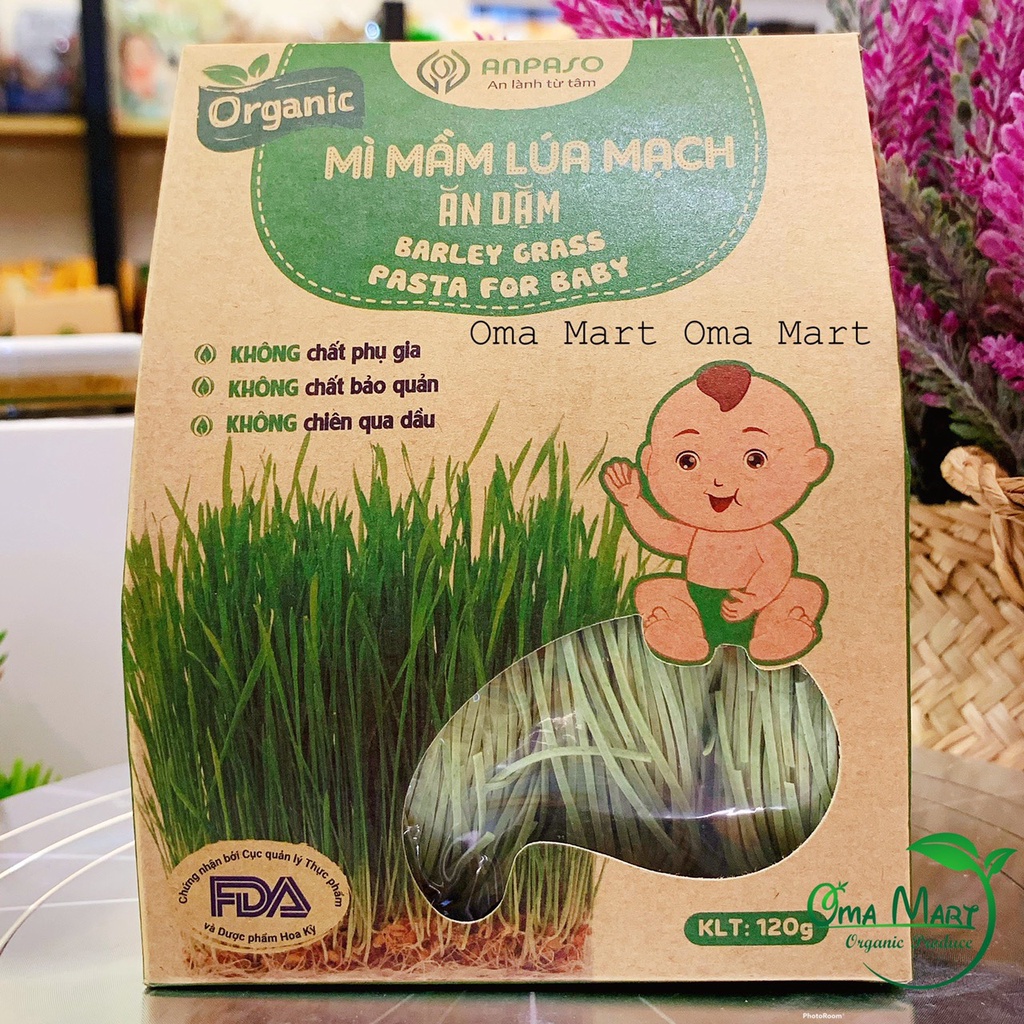 ANPASO
An lành từ tâm
Organic
MÌ MẦM LÚA MẠCH
ĂN DẶM
BARLEY GRASS
PASTA FOR BABY
Oma Mart Oma Mart
KHÔNG chất phụ gia
KHÔNG chất bảo quản
KHÔNG chiên qua dầu
Chứng nhận bởi Cục quản lý Thực phẩm
FDA
và Dược phẩm Hoa Kỳ
KLT: 120g
Oma Mart
Organic Produce
PhotoRoom